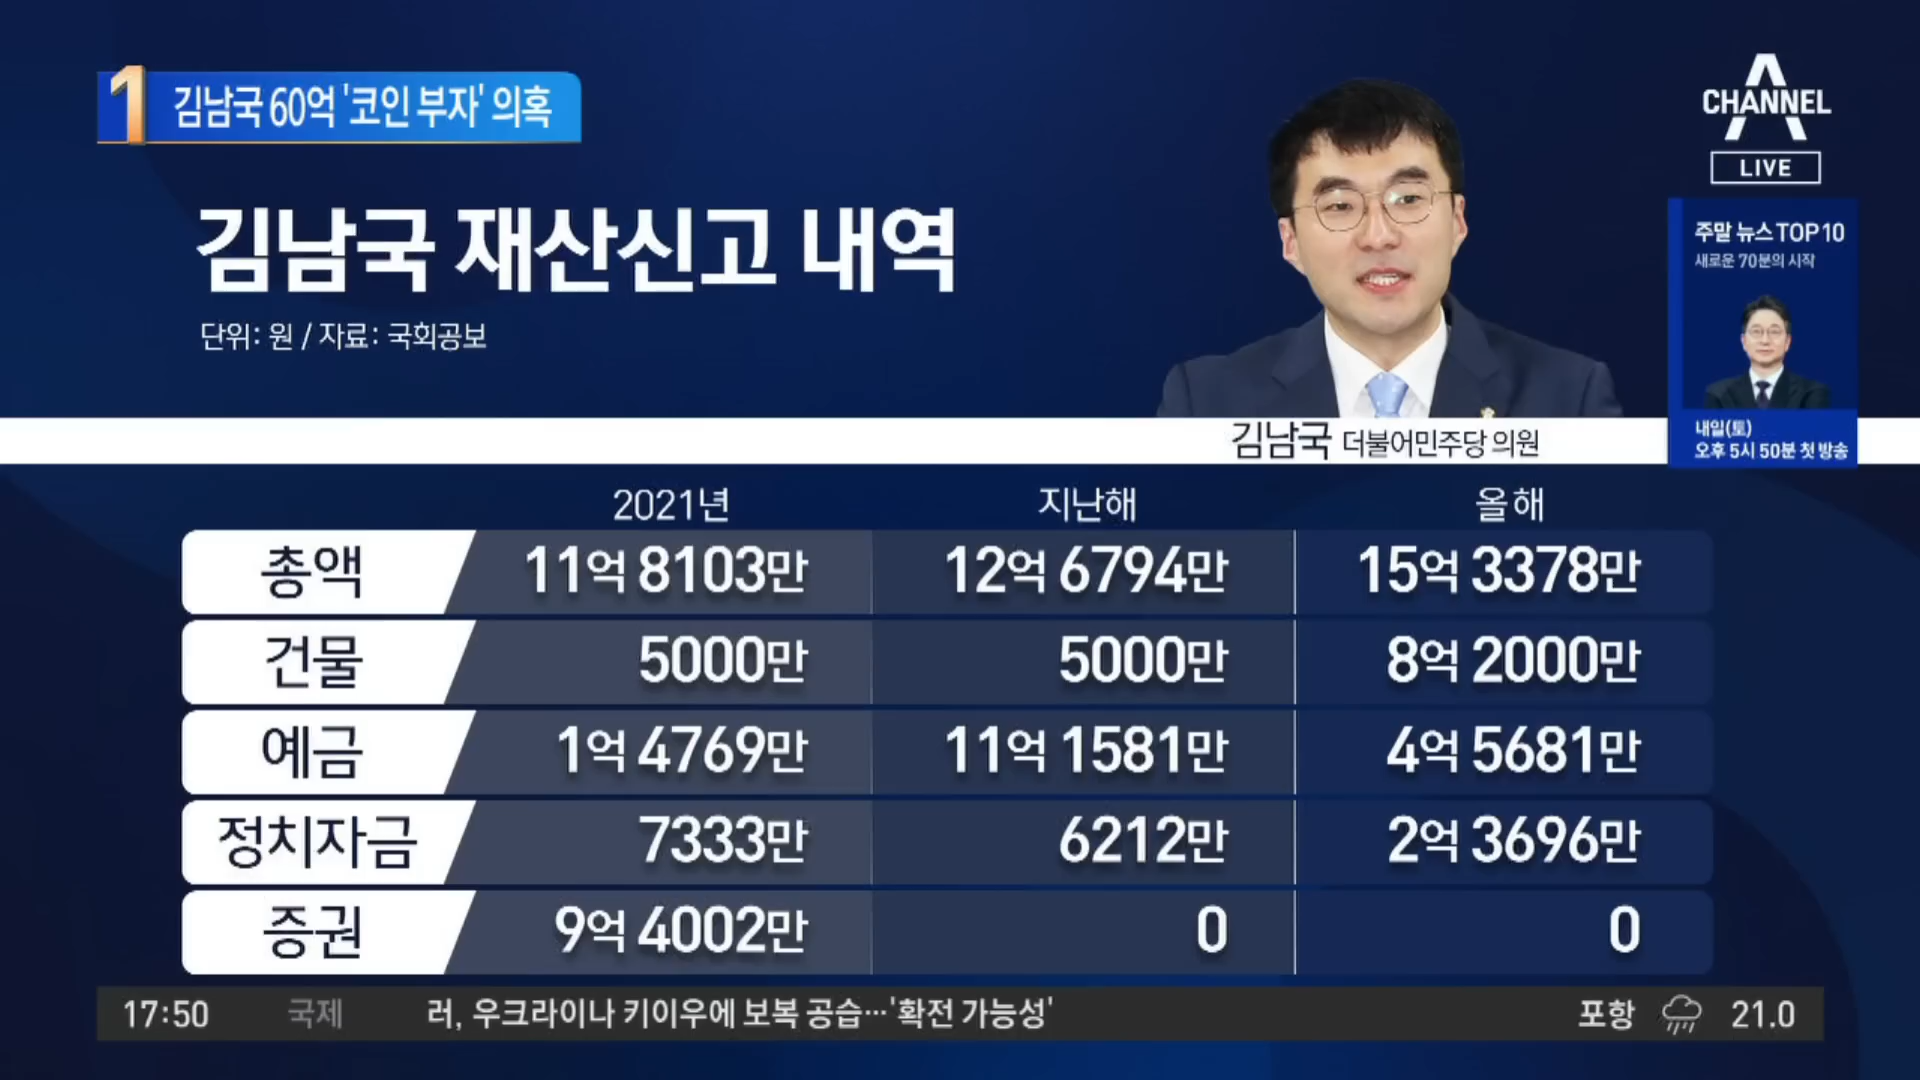 1 김남국 60억 '코인 부자' 의혹
CHANNEL A
LIVE
김남국 재산신고 내역
단위: 원 / 자료: 국회공보
주말 뉴스 TOP 10
새로운 70분의 시작
내일(토)
오후 5시 50분 첫 방송
김남국 더불어민주당 의원
2021년 지난해 올해
총액 11억 8103만 12억 6794만 15억 3378만
건물 5000만 5000만 8억 2000만
예금 1억 4769만 11억 1581만 4억 5681만
정치자금 7333만 6212만 2억 3696만
증권 9억 4002만 0 0
17:50 국제 러, 우크라이나 키이우에 보복 공습…'확전 가능성' 포항 21.0